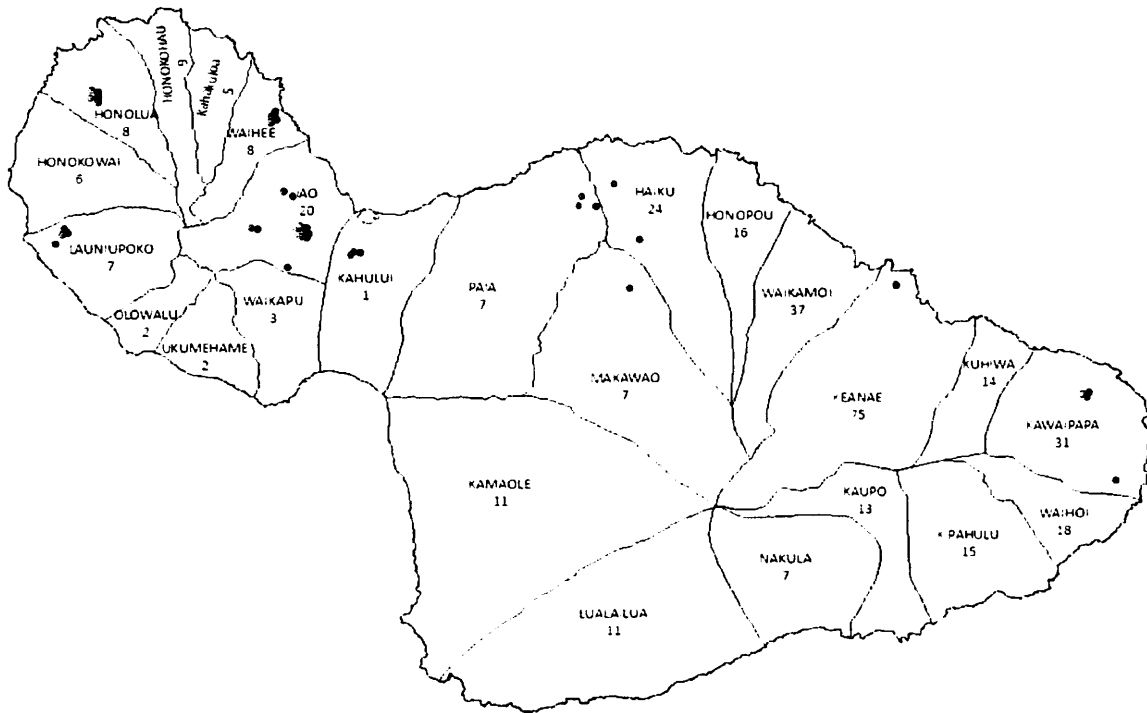 HONOLUA
8
HONOKOHAU
9
Kahakuloa
5
WAIHEE
8
HONOKOWAI
6
IAO
20
LAUNIUPOKO
7
OLOWALU
2
UKUMEHAME
2
WAIKAPU
3
KAHULUI
1
PAIA
7
HAIKU
24
HONOPOU
16
WAIKAMOI
37
MAKAWAO
7
KEANAE
75
KUHIWA
14
KAWAIPAPA
31
KAMAOLE
11
KAUPO
13
WAIHOI
18
KIPAHULU
15
NAKULA
7
LUALAILUA
11